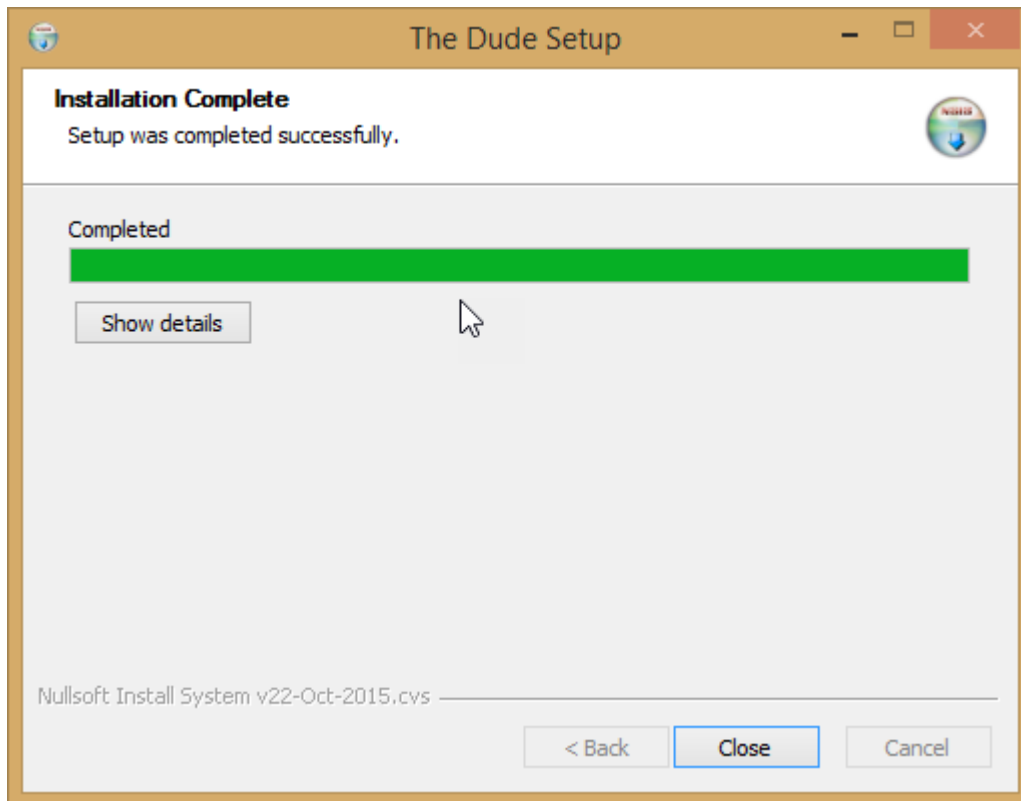 The Dude Setup
Installation Complete
Setup was completed successfully.
Completed
Show details
Nullsoft Install System v22-Oct-2015.cvs
< Back
Close
Cancel